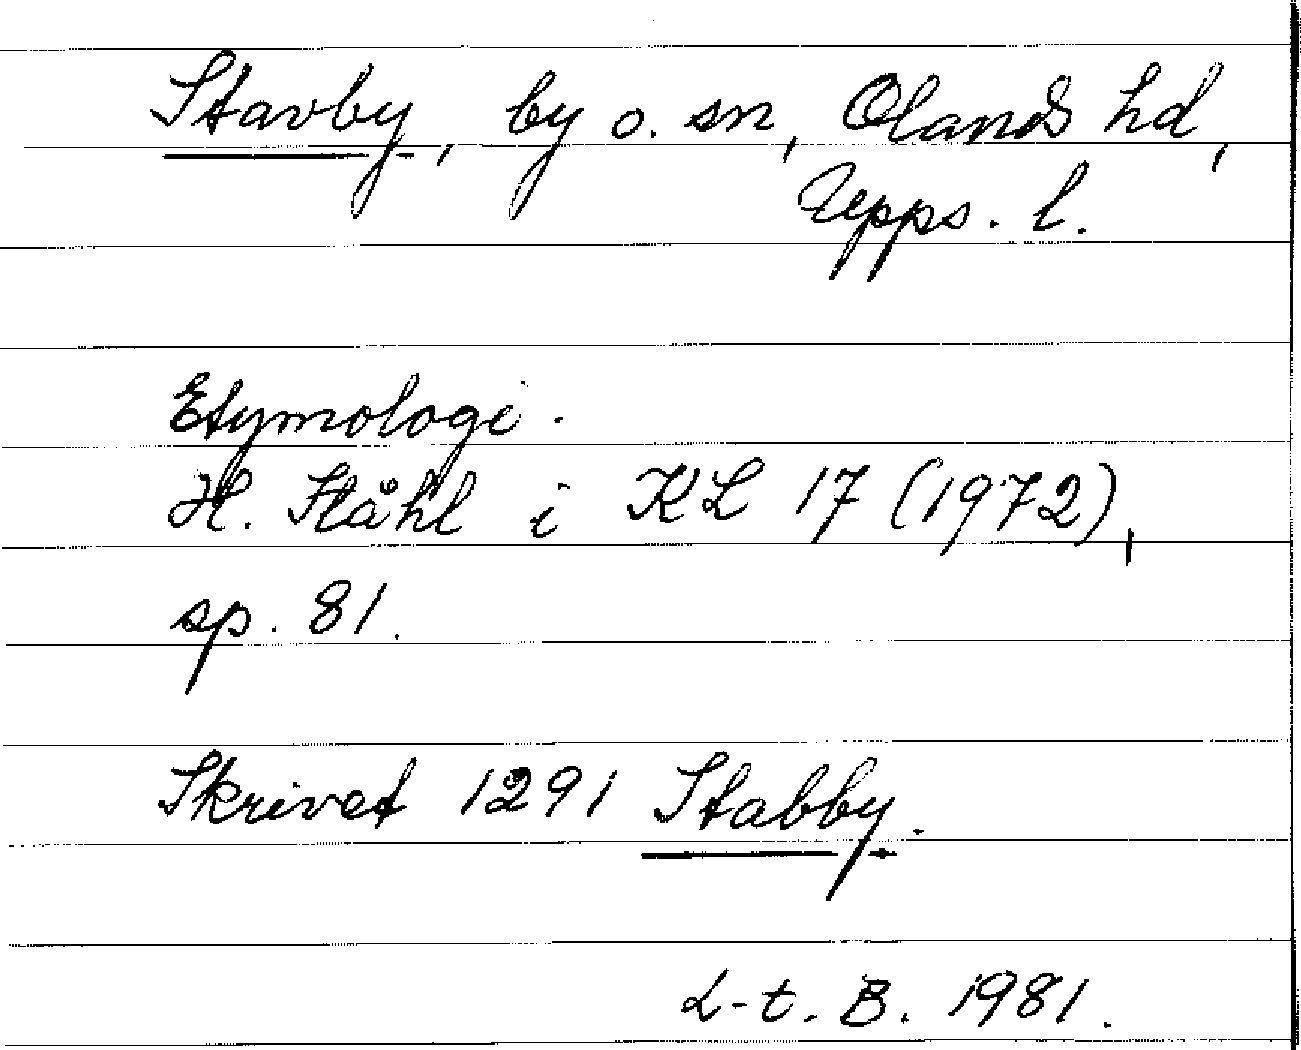 Stavby, by o. sn, Olands hd,
Upps. l.
Etymologi.
H. Ståhl i KL 17 (1972),
sp. 81.
Skrivet 1291 Stabby.
L-t. B. 1981.